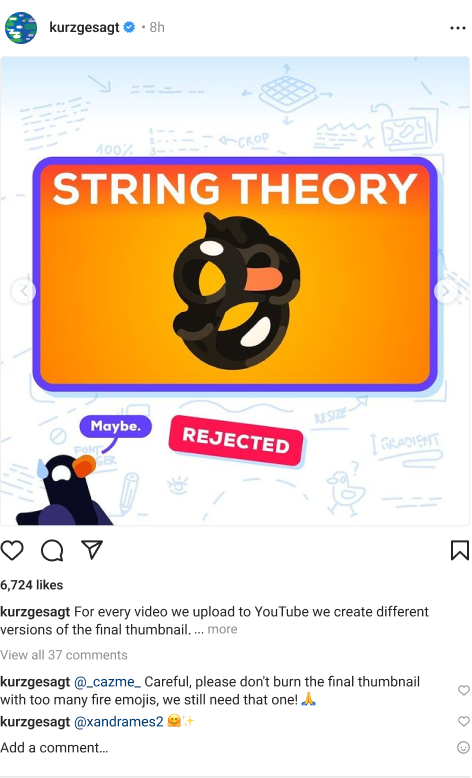 kurzgesagt • 8h
100%
CROP
STRING THEORY
Maybe.
REJECTED
RESIZE
GRADIENT
kurzgesagt For every video we upload to YouTube we create different
versions of the final thumbnail. ... more
6,724 likes
View all 37 comments
kurzgesagt @_cazme_ Careful, please don't burn the final thumbnail
with too many fire emojis, we still need that one! 🙏
kurzgesagt @xandrames2 🤗✨
Add a comment...